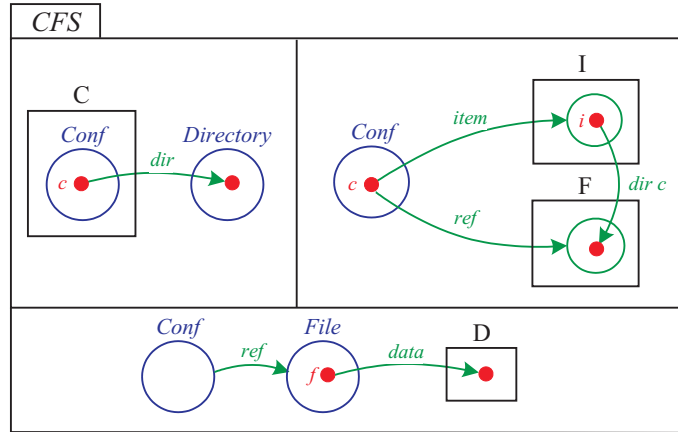 CFS
C
Conf
Directory
c
dir
I
Conf
item
i
c
F
dir c
ref
Conf
File
D
ref
f
data